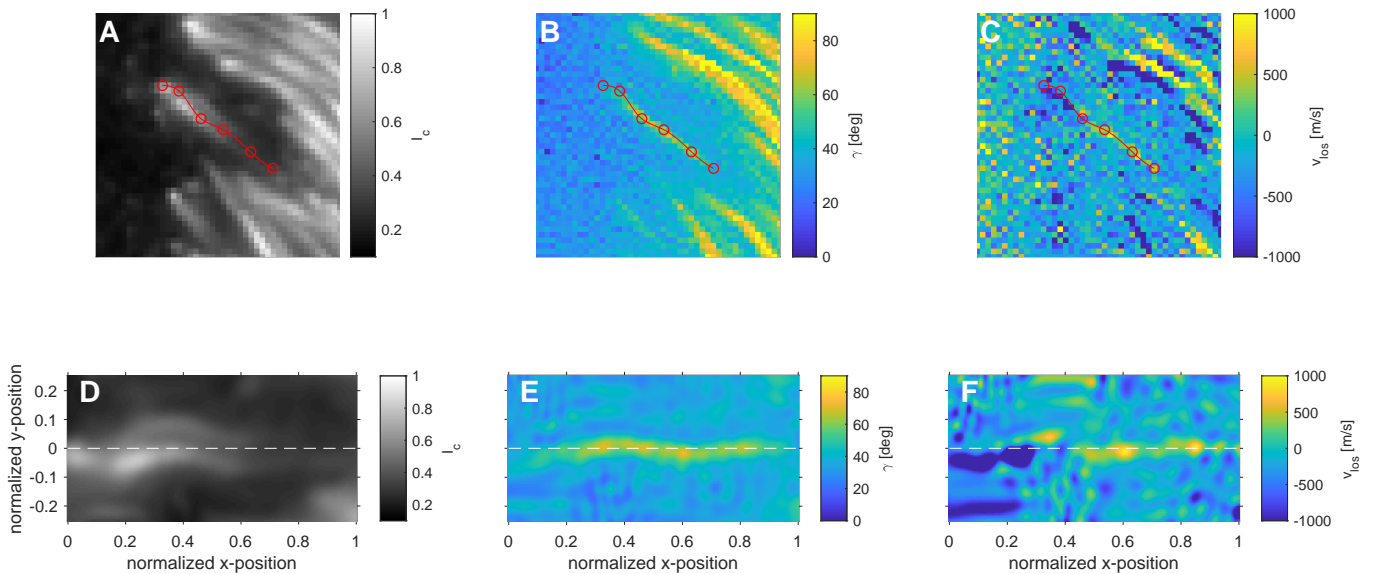 A
1
0.8
0.6
0.4
0.2
I_c
B
80
60
40
20
0
γ [deg]
C
1000
500
0
-500
-1000
v_los [m/s]
D
0.2
0.1
0
-0.1
-0.2
normalized y-position
0 0.2 0.4 0.6 0.8 1
normalized x-position
1
0.8
0.6
0.4
0.2
I_c
E
0 0.2 0.4 0.6 0.8 1
normalized x-position
80
60
40
20
0
γ [deg]
F
0 0.2 0.4 0.6 0.8 1
normalized x-position
1000
500
0
-500
-1000
v_los [m/s]